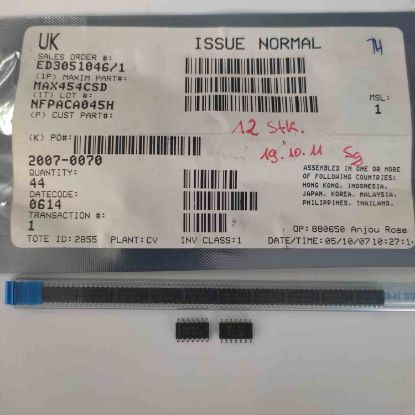 UK
ISSUE NORMAL
TH
SALES ORDER #:
ED3051046/1
(1P) MAXIM PART#:
MAX454CSD
(1T) LOT #:
NFPACA045H
(P) CUST PART#:
MSL:
1
12 Stk.
(K) PO#:
19.10.11 Sg
2007-0070
QUANTITY:
44
DATECODE:
0614
TRANSACTION #:
1
ASSEMBLED IN ONE OR MORE
OF FOLLOWING COUNTRIES:
HONG KONG, INDONESIA,
JAPAN, KOREA, MALAYSIA,
PHILIPPINES, THAILAND.
OP: 880650 Anjou Rose
TOTE ID:2855 PLANT:CV INV CLASS:1 DATE/TIME:05/10/07 10:27:1